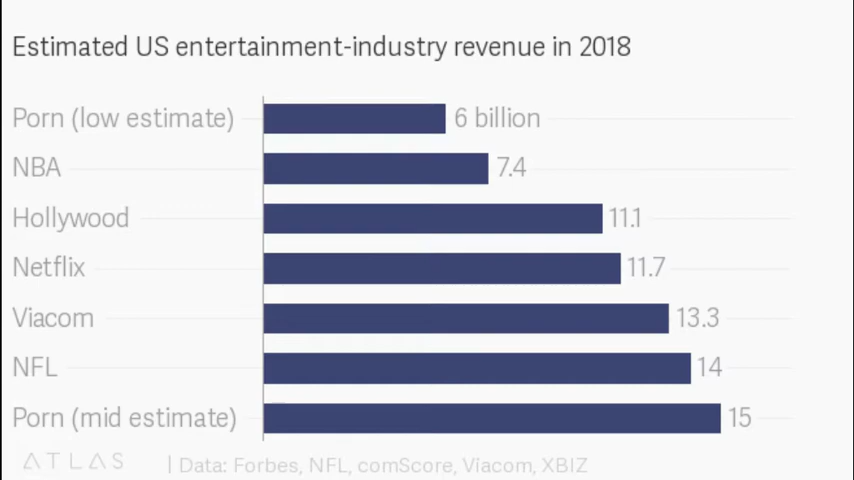 Estimated US entertainment-industry revenue in 2018
Porn (low estimate) 6 billion
NBA 7.4
Hollywood 11.1
Netflix 11.7
Viacom 13.3
NFL 14
Porn (mid estimate) 15
ATLAS | Data: Forbes, NFL, comScore, Viacom, XBIZ